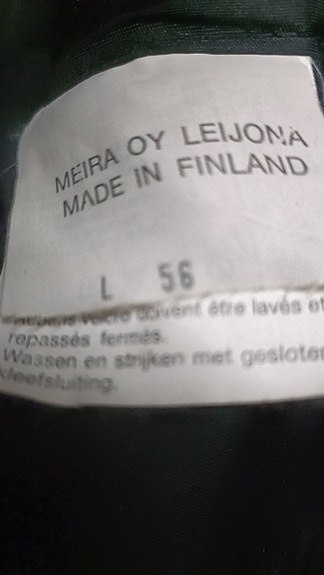 MEIRA OY LEIJONA
MADE IN FINLAND
L 56
velcro doivent être lavés et
repassés fermés.
Wassen en strijken met gesloten
kleefsluiting.